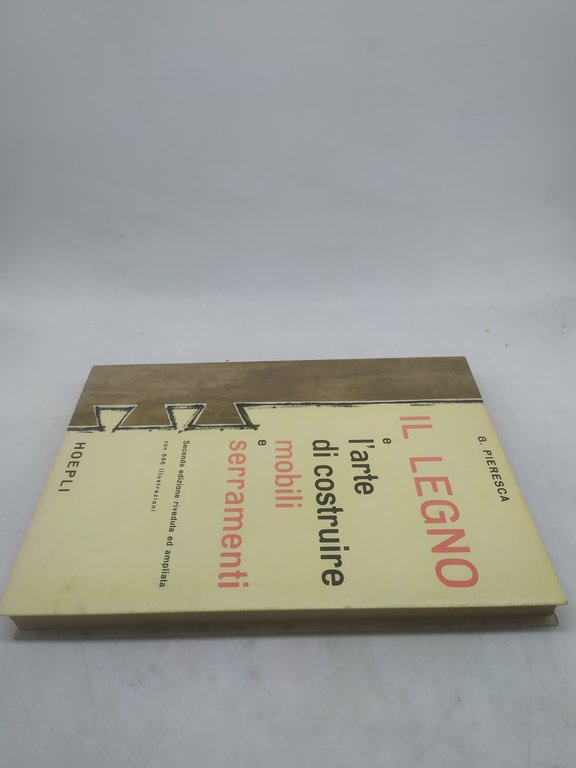 G. PIERESCA
IL LEGNO
e
l'arte
di costruire
mobili
e
serramenti
Seconda edizione riveduta ed ampliata
con 696 illustrazioni
HOEPLI